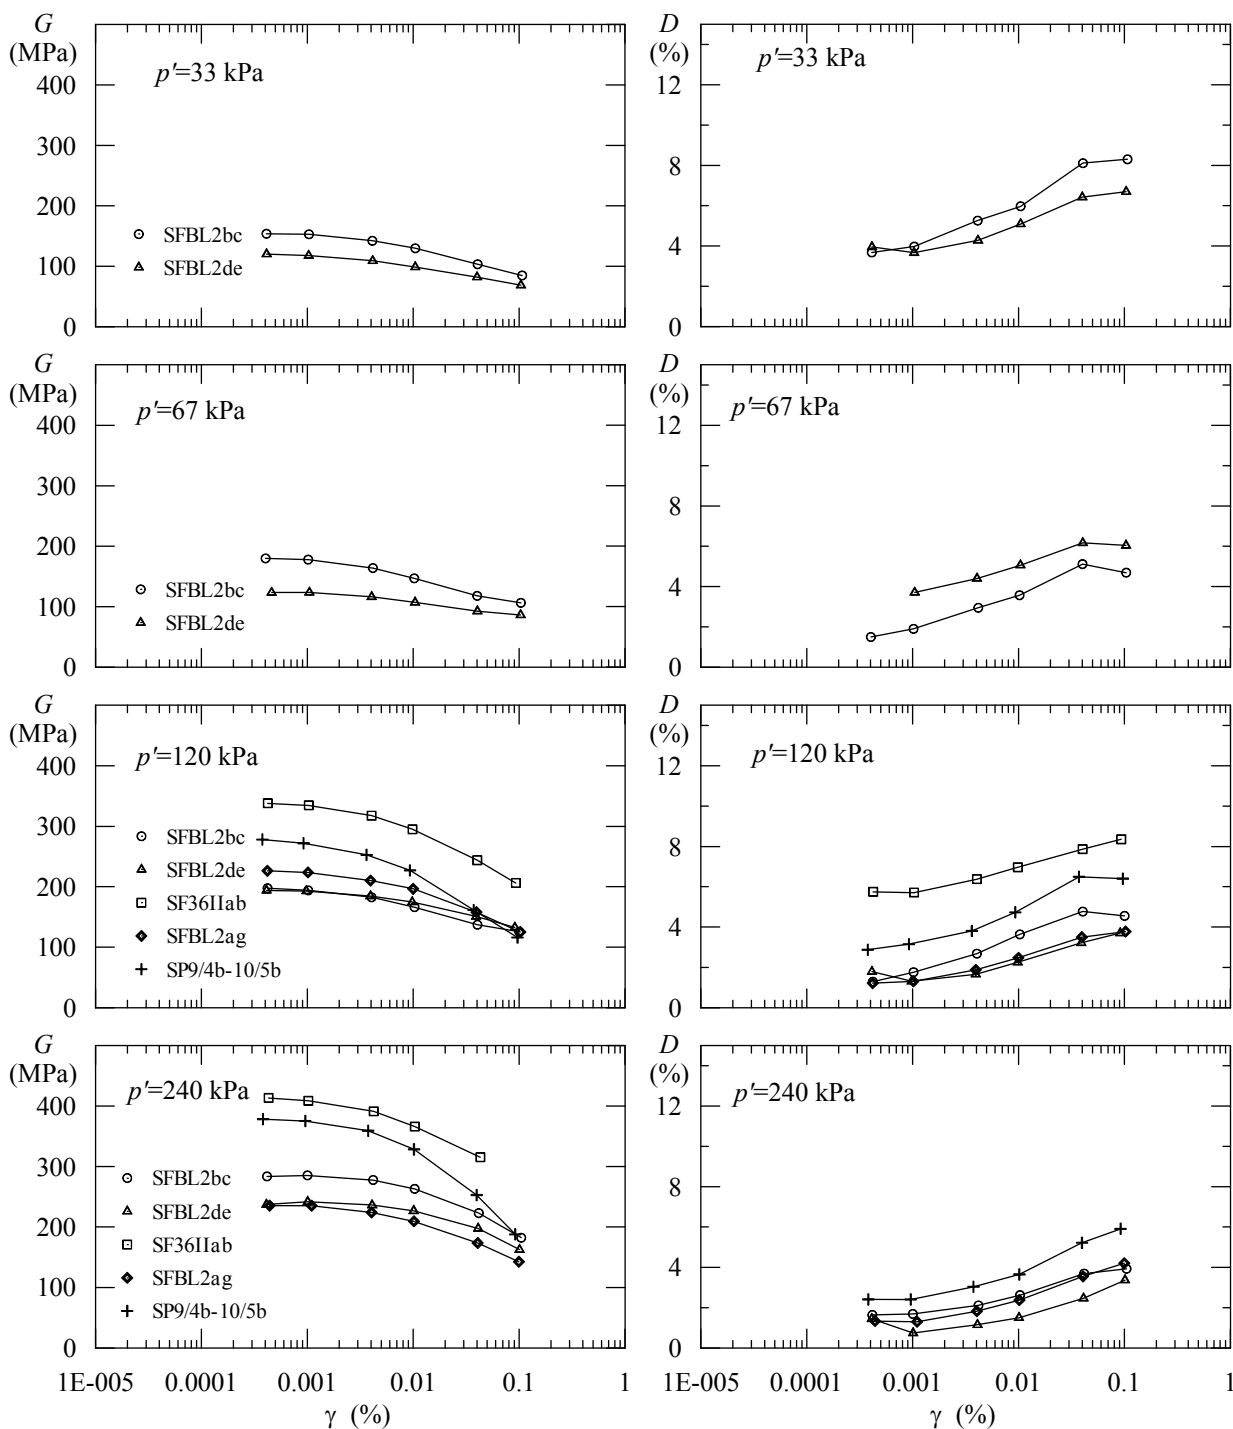 G
(MPa)
p'=33 kPa
400
300
200
100
0
SFBL2bc
SFBL2de
D
(%)
p'=33 kPa
12
8
4
0
G
(MPa)
p'=67 kPa
400
300
200
100
0
SFBL2bc
SFBL2de
D
(%)
p'=67 kPa
12
8
4
0
G
(MPa)
p'=120 kPa
400
300
200
100
0
SFBL2bc
SFBL2de
SF36IIab
SFBL2ag
SP9/4b-10/5b
D
(%)
p'=120 kPa
12
8
4
0
G
(MPa)
p'=240 kPa
400
300
200
100
0
SFBL2bc
SFBL2de
SF36IIab
SFBL2ag
SP9/4b-10/5b
1E-005 0.0001 0.001 0.01 0.1 1
γ (%)
D
(%)
p'=240 kPa
12
8
4
0
1E-005 0.0001 0.001 0.01 0.1 1
γ (%)